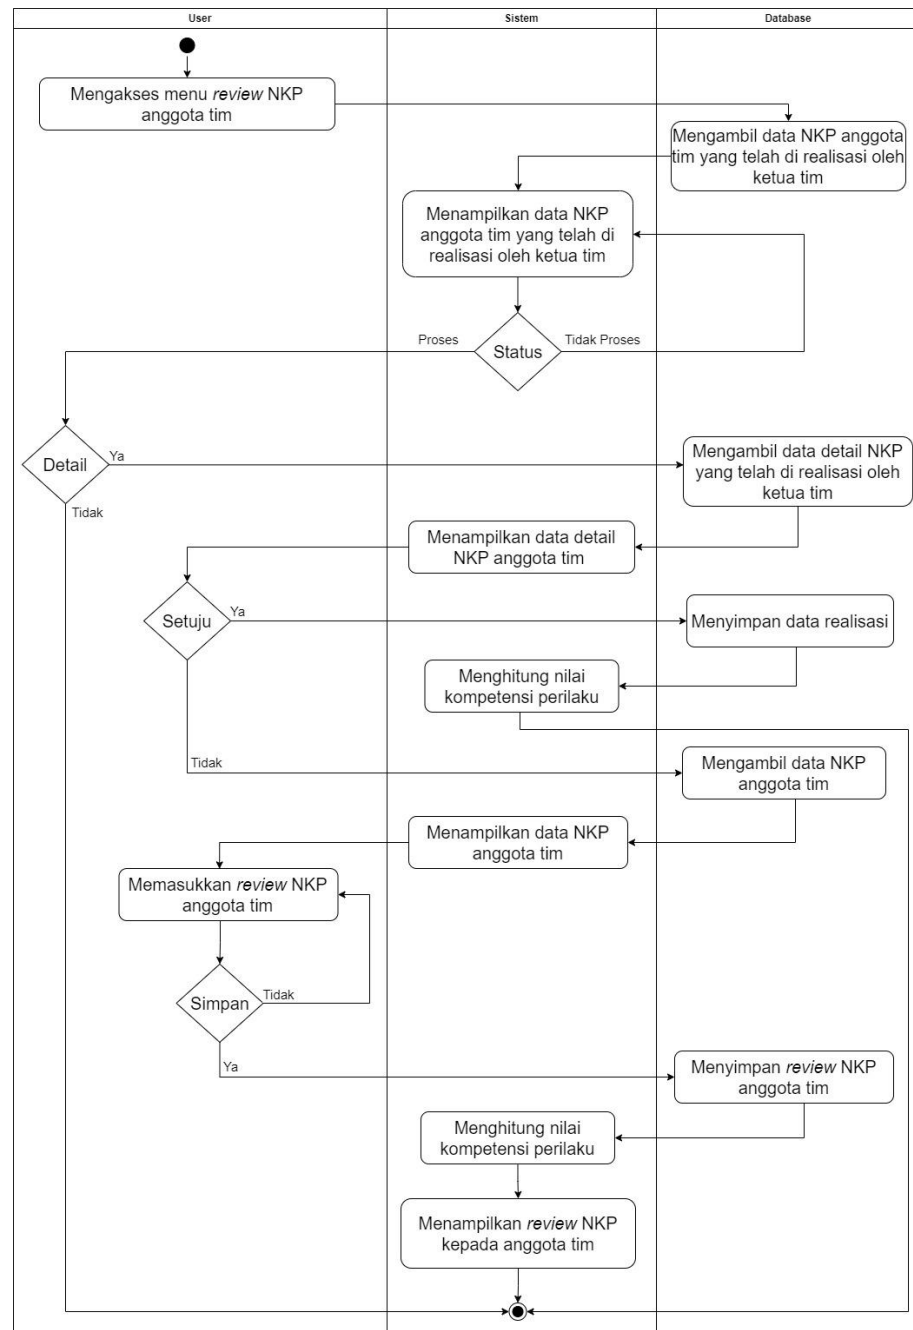 User
Sistem
Database
Mengakses menu review NKP
anggota tim
Mengambil data NKP anggota
tim yang telah di realisasi oleh
ketua tim
Menampilkan data NKP
anggota tim yang telah di
realisasi oleh ketua tim
Proses
Status
Tidak Proses
Detail
Ya
Tidak
Mengambil data detail NKP
yang telah di realisasi oleh
ketua tim
Menampilkan data detail
NKP anggota tim
Setuju
Ya
Menyimpan data realisasi
Menghitung nilai
kompetensi perilaku
Tidak
Mengambil data NKP
anggota tim
Menampilkan data NKP
anggota tim
Memasukkan review NKP
anggota tim
Simpan
Tidak
Ya
Menyimpan review NKP
anggota tim
Menghitung nilai
kompetensi perilaku
Menampilkan review NKP
kepada anggota tim